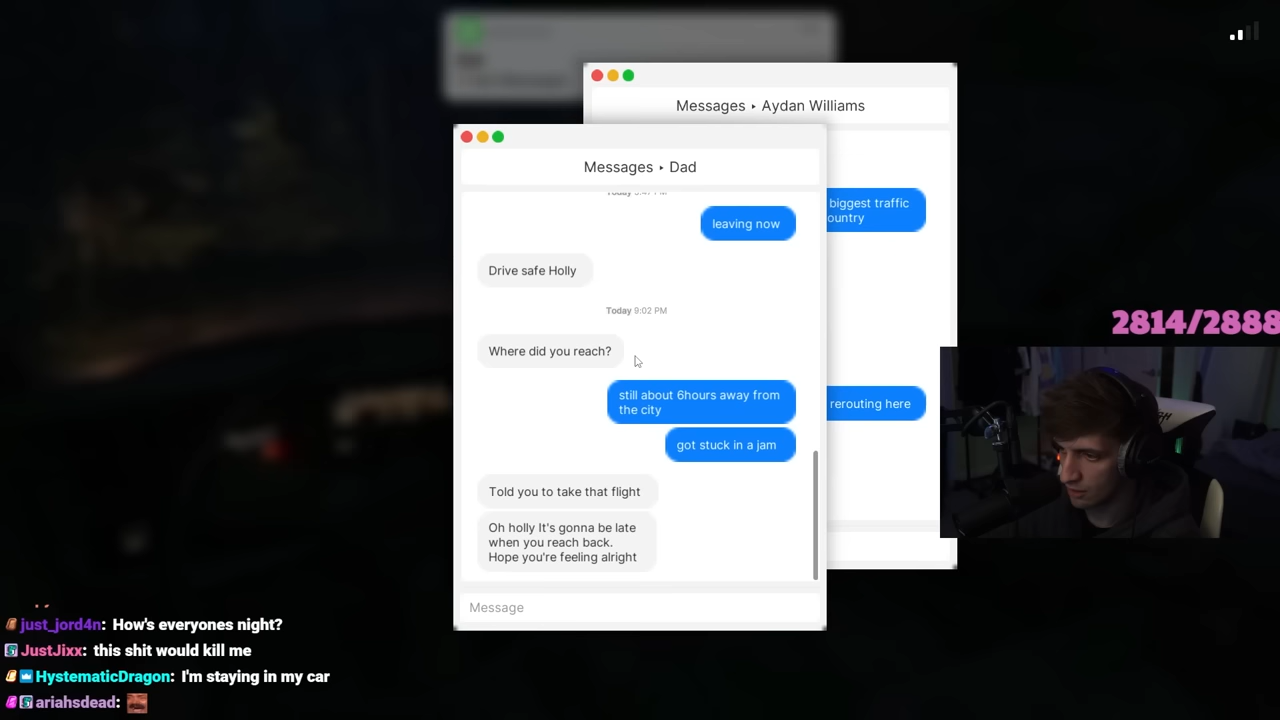 Messages ▸ Aydan Williams
biggest traffic
ountry
rerouting here
Messages ▸ Dad
leaving now
Drive safe Holly
Today 9:02 PM
Where did you reach?
still about 6hours away from
the city
got stuck in a jam
Told you to take that flight
Oh holly It's gonna be late
when you reach back.
Hope you're feeling alright
Message
2814/2888
just_jord4n: How's everyones night?
JustJixx: this shit would kill me
HystematicDragon: I'm staying in my car
ariahsdead: